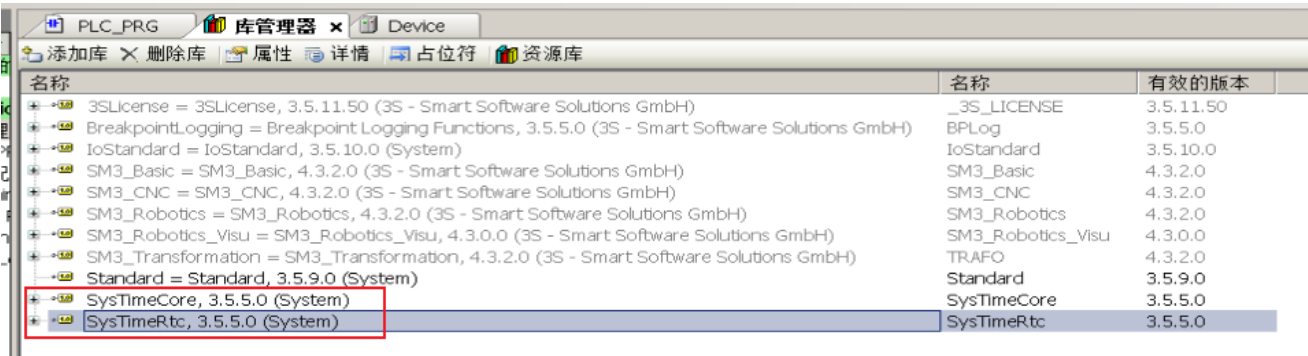 PLC_PRG 库管理器 Device
添加库 删除库 属性 详情 占位符 资源库
名称 名称 有效的版本
3SLicense = 3SLicense, 3.5.11.50 (3S - Smart Software Solutions GmbH) _3S_LICENSE 3.5.11.50
BreakpointLogging = Breakpoint Logging Functions, 3.5.5.0 (3S - Smart Software Solutions GmbH) BPLog 3.5.5.0
IoStandard = IoStandard, 3.5.10.0 (System) IoStandard 3.5.10.0
SM3_Basic = SM3_Basic, 4.3.2.0 (3S - Smart Software Solutions GmbH) SM3_Basic 4.3.2.0
SM3_CNC = SM3_CNC, 4.3.2.0 (3S - Smart Software Solutions GmbH) SM3_CNC 4.3.2.0
SM3_Robotics = SM3_Robotics, 4.3.2.0 (3S - Smart Software Solutions GmbH) SM3_Robotics 4.3.2.0
SM3_Robotics_Visu = SM3_Robotics_Visu, 4.3.0.0 (3S - Smart Software Solutions GmbH) SM3_Robotics_Visu 4.3.0.0
SM3_Transformation = SM3_Transformation, 4.3.2.0 (3S - Smart Software Solutions GmbH) TRAFO 4.3.2.0
Standard = Standard, 3.5.9.0 (System) Standard 3.5.9.0
SysTimeCore, 3.5.5.0 (System) SysTimeCore 3.5.5.0
SysTimeRtc, 3.5.5.0 (System) SysTimeRtc 3.5.5.0